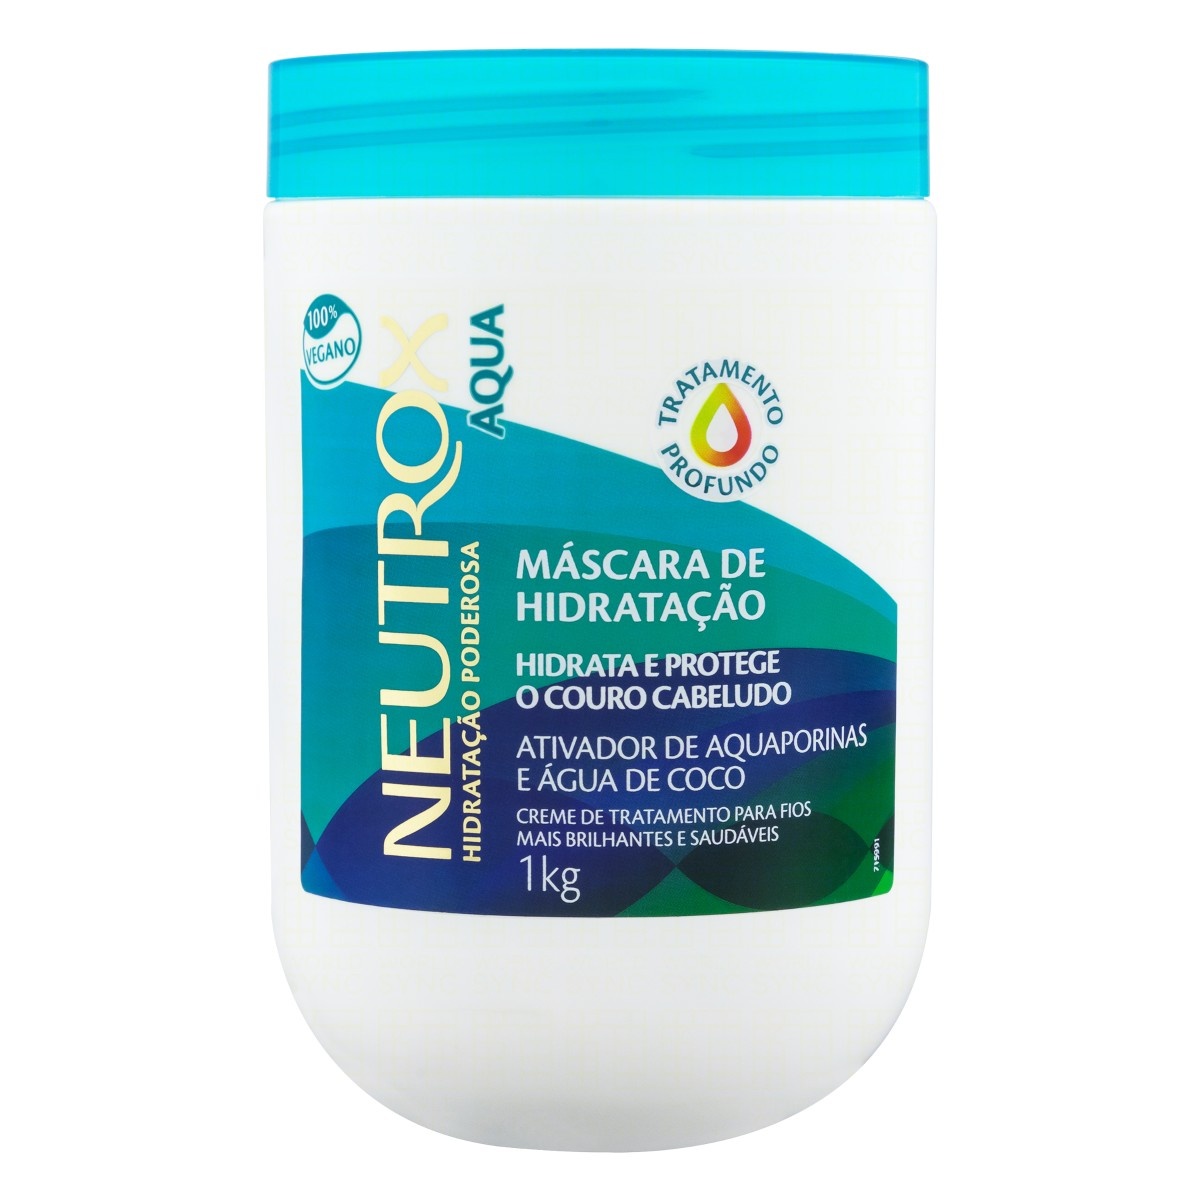 100%
VEGANO
NEUTROX
AQUA
HIDRATAÇÃO PODEROSA
TRATAMENTO
PROFUNDO
MÁSCARA DE
HIDRATAÇÃO
HIDRATA E PROTEGE
O COURO CABELUDO
ATIVADOR DE AQUAPORINAS
E ÁGUA DE COCO
CREME DE TRATAMENTO PARA FIOS
MAIS BRILHANTES E SAUDÁVEIS
1kg